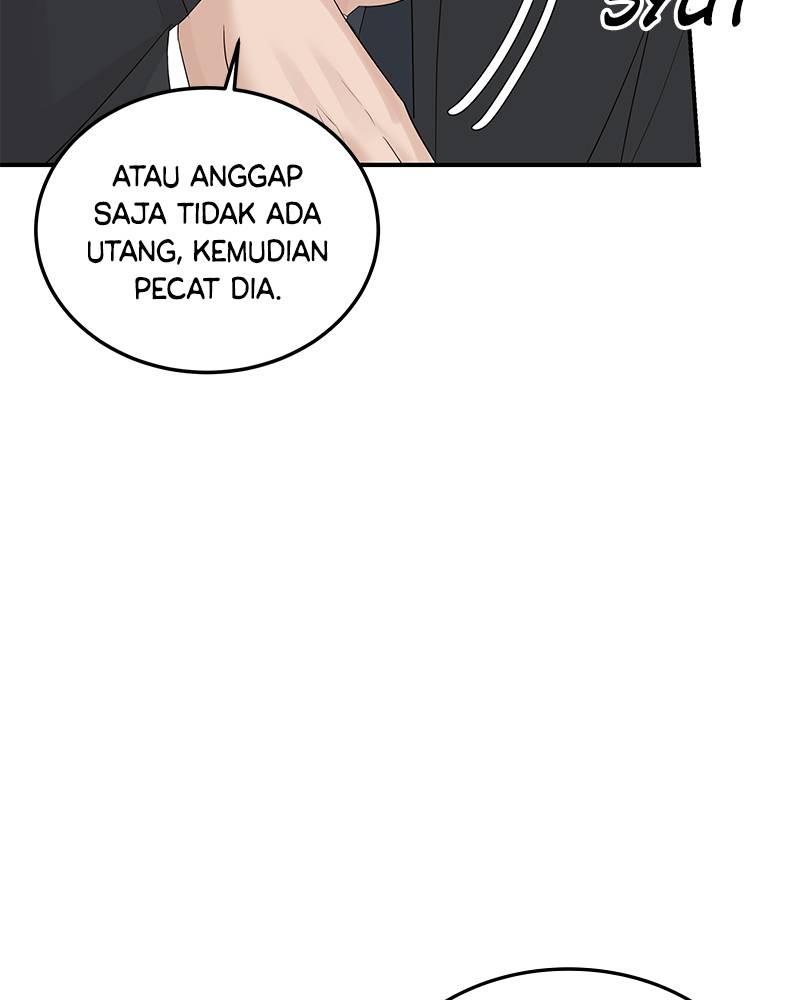 ATAU ANGGAP
SAJA TIDAK ADA
UTANG, KEMUDIAN
PECAT DIA.